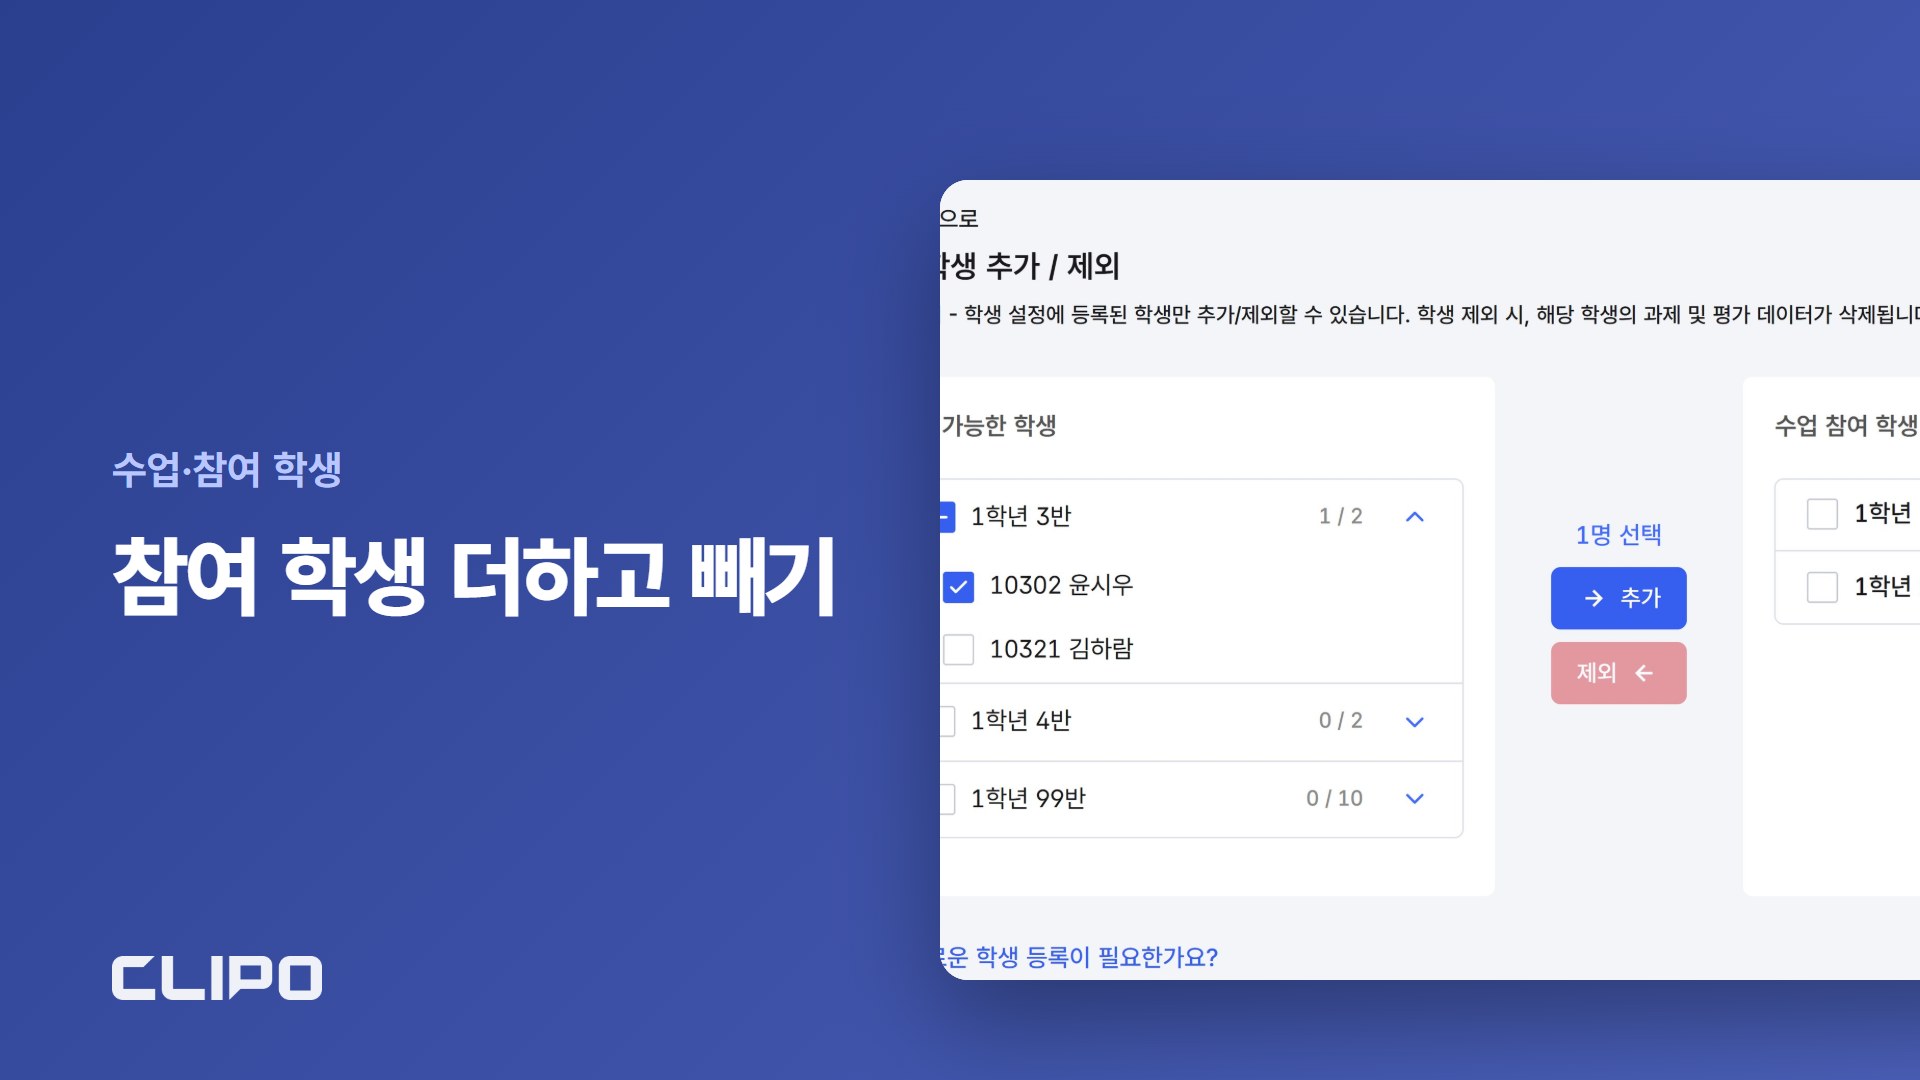 수업·참여 학생
참여 학생 더하고 빼기
CLIPO
으로
학생 추가 / 제외
- 학생 설정에 등록된 학생만 추가/제외할 수 있습니다. 학생 제외 시, 해당 학생의 과제 및 평가 데이터가 삭제됩니다
가능한 학생
1학년 3반 1 / 2
10302 윤시우
10321 김하람
1학년 4반 0 / 2
1학년 99반 0 / 10
1명 선택
추가
제외
수업 참여 학생
1학년
1학년
운 학생 등록이 필요한가요?